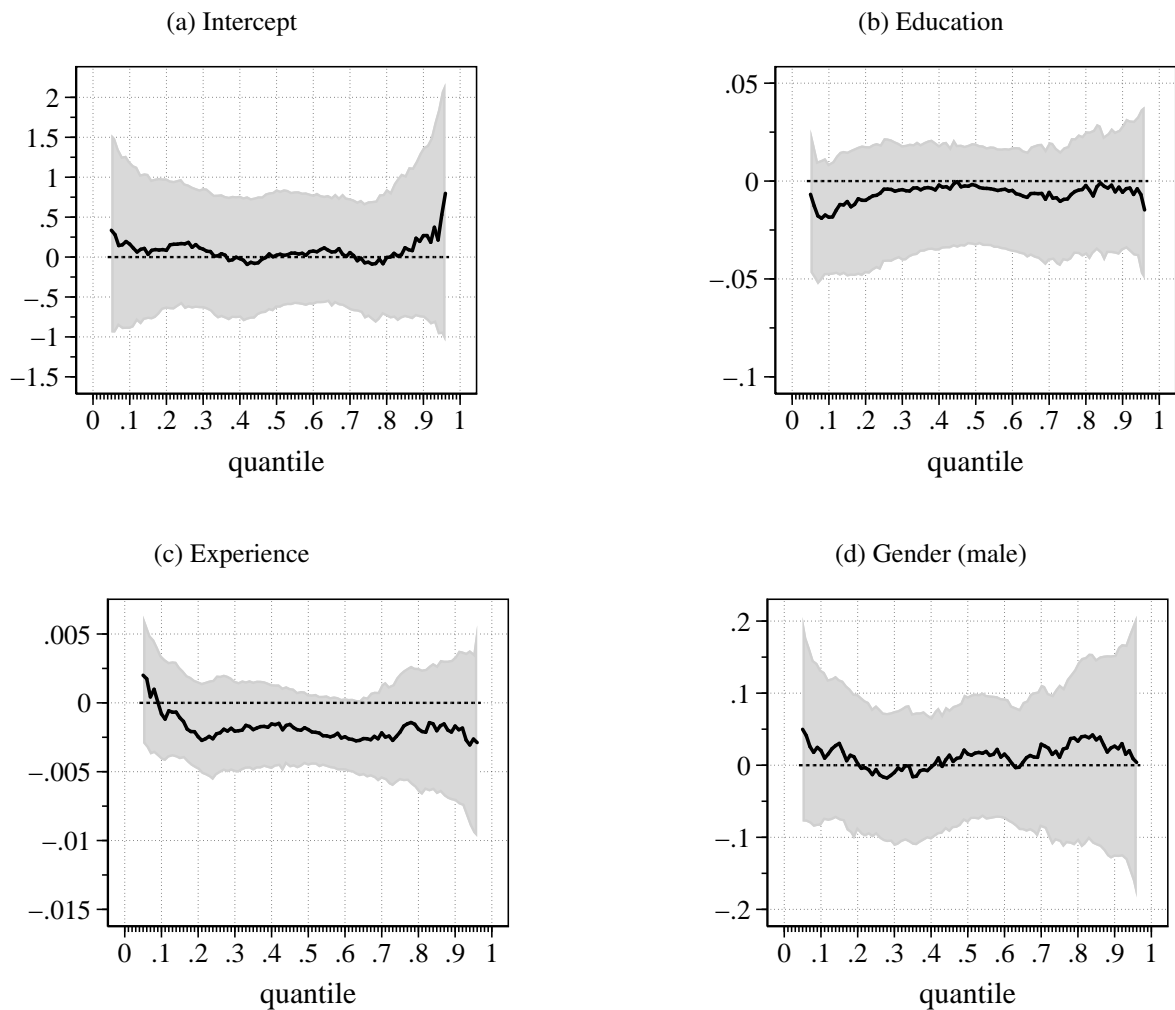 (a) Intercept
2
1.5
1
.5
0
−.5
−1
−1.5
0 .1 .2 .3 .4 .5 .6 .7 .8 .9 1
quantile
(b) Education
.05
0
−.05
−.1
0 .1 .2 .3 .4 .5 .6 .7 .8 .9 1
quantile
(c) Experience
.005
0
−.005
−.01
−.015
0 .1 .2 .3 .4 .5 .6 .7 .8 .9 1
quantile
(d) Gender (male)
.2
.1
0
−.1
−.2
0 .1 .2 .3 .4 .5 .6 .7 .8 .9 1
quantile